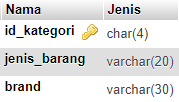 Nama Jenis
id_kategori char(4)
jenis_barang varchar(20)
brand varchar(30)